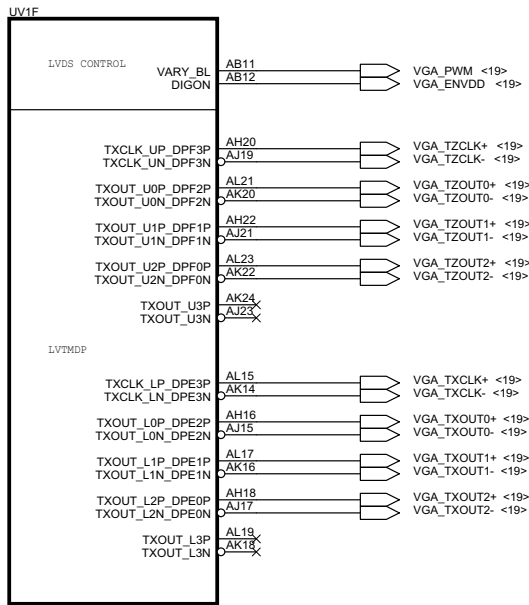 UV1F
LVDS CONTROL
VARY_BL AB11 VGA_PWM <19>
DIGON AB12 VGA_ENVDD <19>
TXCLK_UP_DPF3P AH20 VGA_TZCLK+ <19>
TXCLK_UN_DPF3N AJ19 VGA_TZCLK- <19>
TXOUT_U0P_DPF2P AL21 VGA_TZOUT0+ <19>
TXOUT_U0N_DPF2N AK20 VGA_TZOUT0- <19>
TXOUT_U1P_DPF1P AH22 VGA_TZOUT1+ <19>
TXOUT_U1N_DPF1N AJ21 VGA_TZOUT1- <19>
TXOUT_U2P_DPF0P AL23 VGA_TZOUT2+ <19>
TXOUT_U2N_DPF0N AK22 VGA_TZOUT2- <19>
TXOUT_U3P AK24
TXOUT_U3N AJ23
LVTMDP
TXCLK_LP_DPE3P AL15 VGA_TXCLK+ <19>
TXCLK_LN_DPE3N AK14 VGA_TXCLK- <19>
TXOUT_L0P_DPE2P AH16 VGA_TXOUT0+ <19>
TXOUT_L0N_DPE2N AJ15 VGA_TXOUT0- <19>
TXOUT_L1P_DPE1P AL17 VGA_TXOUT1+ <19>
TXOUT_L1N_DPE1N AK16 VGA_TXOUT1- <19>
TXOUT_L2P_DPE0P AH18 VGA_TXOUT2+ <19>
TXOUT_L2N_DPE0N AJ17 VGA_TXOUT2- <19>
TXOUT_L3P AL19
TXOUT_L3N AK18